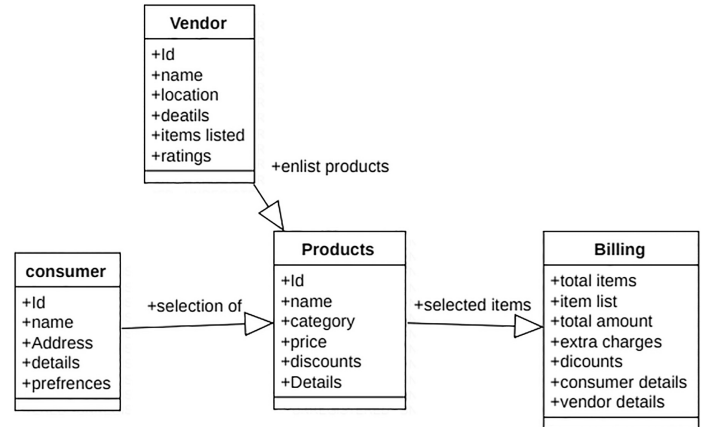 Vendor
+Id
+name
+location
+deatils
+items listed
+ratings
+enlist products
consumer
+Id
+name
+Address
+details
+prefrences
+selection of
Products
+Id
+name
+category
+price
+discounts
+Details
+selected items
Billing
+total items
+item list
+total amount
+extra charges
+dicounts
+consumer details
+vendor details